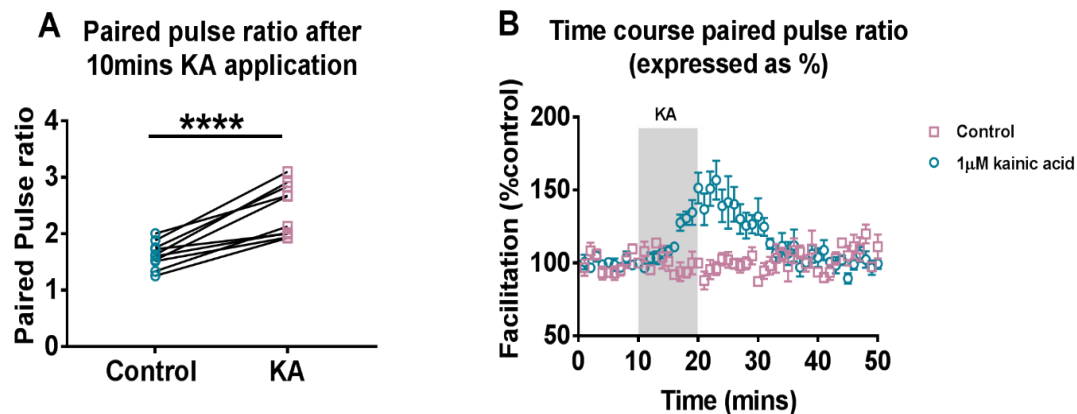 A
Paired pulse ratio after
10mins KA application
Paired Pulse ratio
4
3
2
1
0
****
Control
KA
B
Time course paired pulse ratio
(expressed as %)
Facilitation (%control)
200
150
100
50
KA
0
10
20
30
40
50
Time (mins)
Control
1μM kainic acid